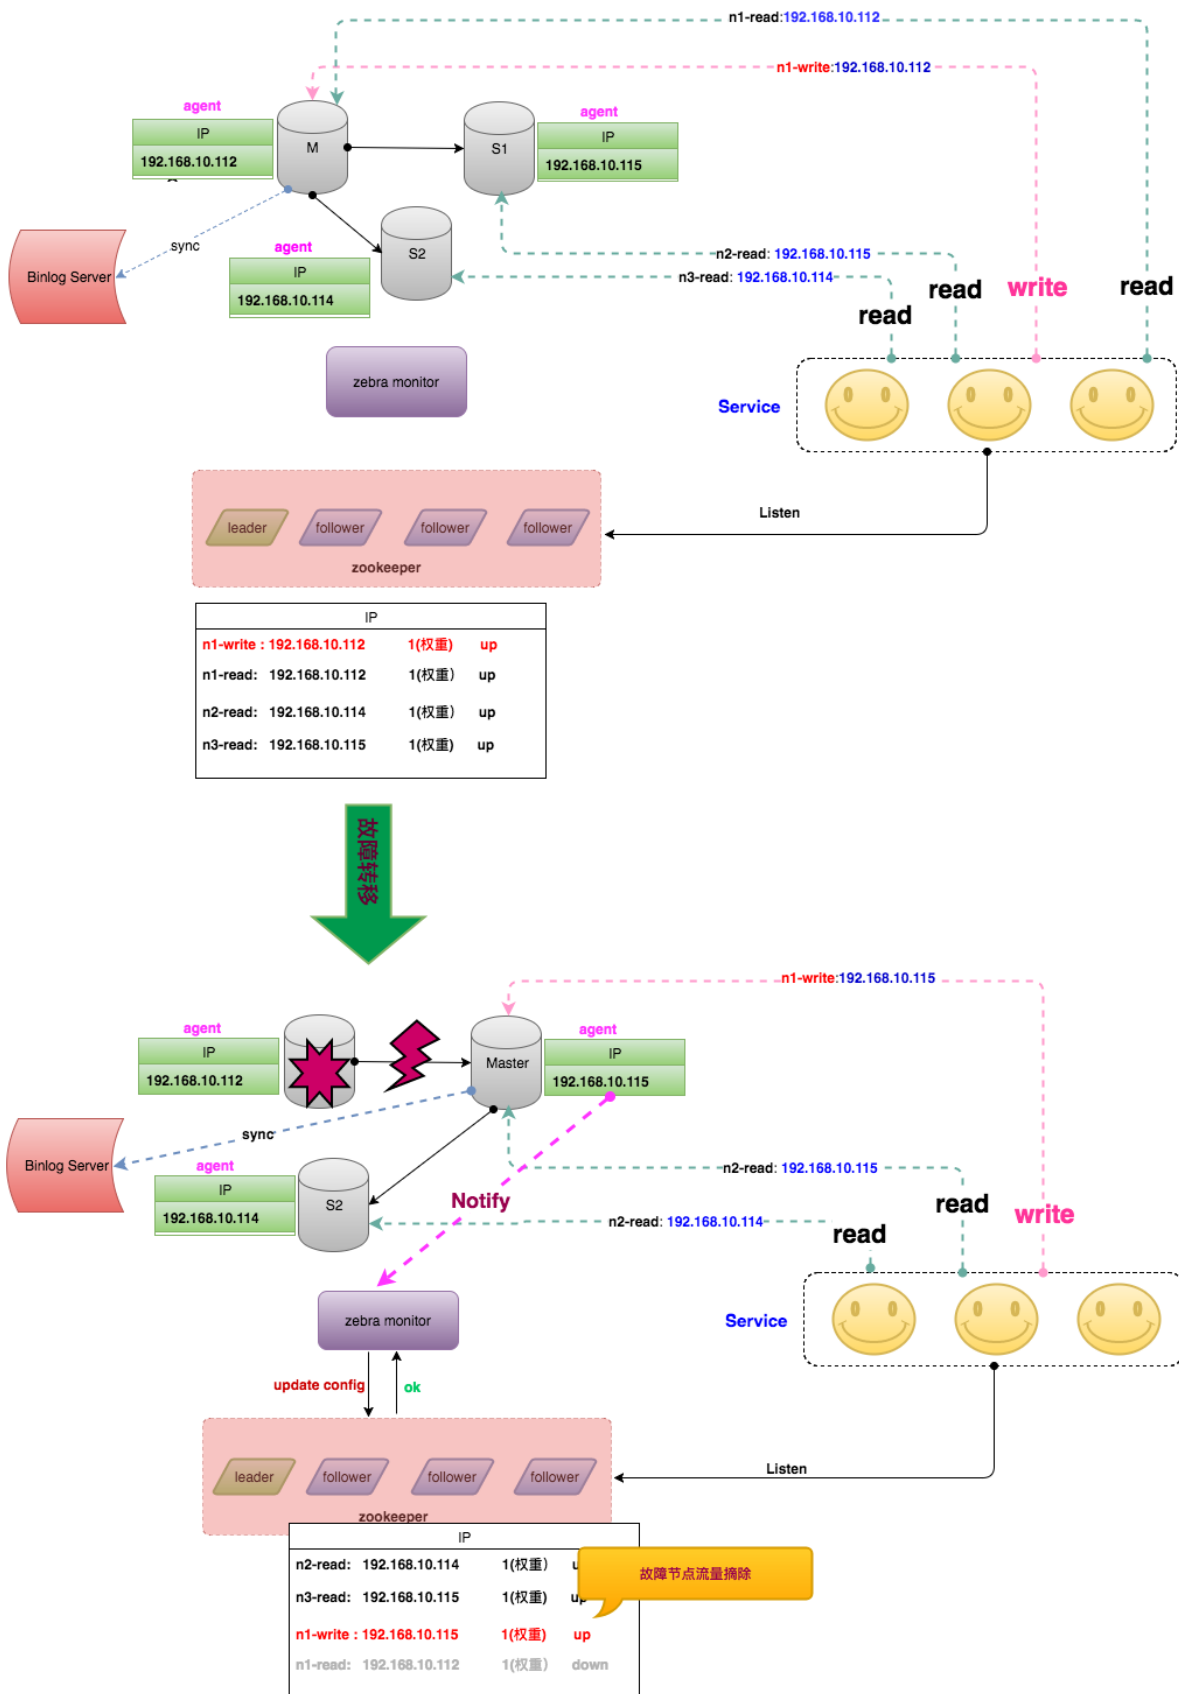 n1-read:192.168.10.112
n1-write:192.168.10.112
agent
IP
192.168.10.112
M
S1
agent
IP
192.168.10.115
sync
Binlog Server
agent
IP
192.168.10.114
S2
n2-read: 192.168.10.115
n3-read: 192.168.10.114
read
read
write
read
zebra monitor
Service
Listen
leader
follower
follower
follower
zookeeper
IP
n1-write : 192.168.10.112 1(权重) up
n1-read: 192.168.10.112 1(权重） up
n2-read: 192.168.10.114 1(权重） up
n3-read: 192.168.10.115 1(权重) up
故障转移
n1-write:192.168.10.115
agent
IP
192.168.10.112
Master
agent
IP
192.168.10.115
sync
Binlog Server
agent
IP
192.168.10.114
S2
Notify
n2-read: 192.168.10.115
n2-read: 192.168.10.114
read
read
write
zebra monitor
Service
update config
ok
Listen
leader
follower
follower
follower
zookeeper
IP
n2-read: 192.168.10.114 1(权重）
n3-read: 192.168.10.115 1(权重) up
n1-write : 192.168.10.115 1(权重) up
n1-read: 192.168.10.112 1(权重） down
故障节点流量摘除